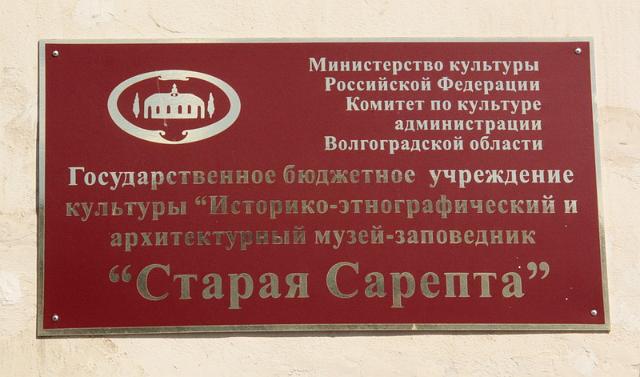 Министерство культуры
Российской Федерации
Комитет по культуре
администрации
Волгоградской области
Государственное бюджетное учреждение
культуры “Историко-этнографический и
архитектурный музей-заповедник
“Старая Сарепта”